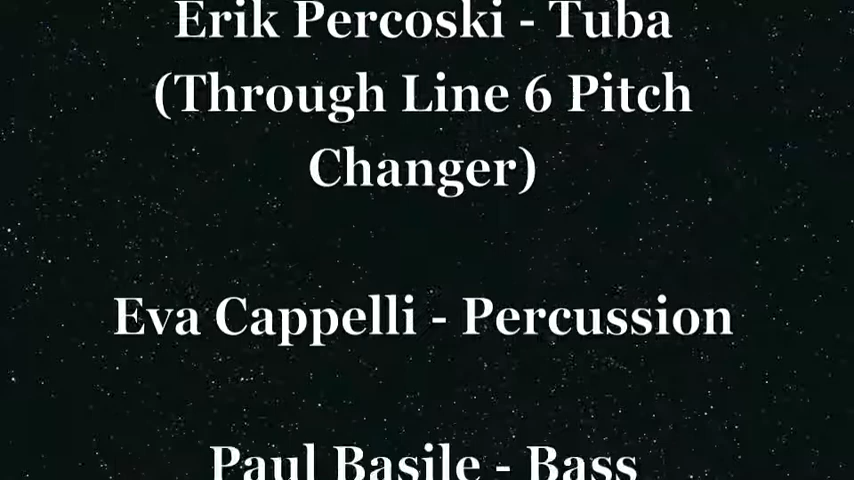 Erik Percoski - Tuba
(Through Line 6 Pitch
Changer)
Eva Cappelli - Percussion
Paul Basile - Bass